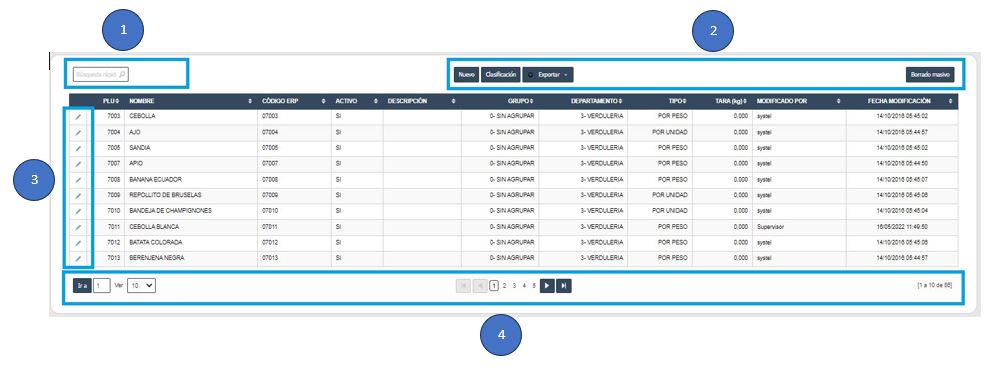 1
2
Búsqueda rápid
Nuevo Clasificación Exportar Borrado masivo
PLU NOMBRE CÓDIGO ERP ACTIVO DESCRIPCIÓN GRUPO DEPARTAMENTO TIPO TARA (kg) MODIFICADO POR FECHA MODIFICACIÓN
7003 CEBOLLA 07003 SI 0- SIN AGRUPAR 3- VERDULERIA POR PESO 0,000 systel 14/10/2016 05:45:02
7004 AJO 07004 SI 0- SIN AGRUPAR 3- VERDULERIA POR UNIDAD 0,000 systel 14/10/2016 05:44:57
7005 SANDIA 07005 SI 0- SIN AGRUPAR 3- VERDULERIA POR PESO 0,000 systel 14/10/2016 05:45:02
7007 APIO 07007 SI 0- SIN AGRUPAR 3- VERDULERIA POR PESO 0,000 systel 14/10/2016 05:44:50
3
7008 BANANA ECUADOR 07008 SI 0- SIN AGRUPAR 3- VERDULERIA POR PESO 0,000 systel 14/10/2016 05:45:07
7009 REPOLLITO DE BRUSELAS 07009 SI 0- SIN AGRUPAR 3- VERDULERIA POR UNIDAD 0,000 systel 14/10/2016 05:45:06
7010 BANDEJA DE CHAMPIGNONES 07010 SI 0- SIN AGRUPAR 3- VERDULERIA POR UNIDAD 0,000 systel 14/10/2016 05:45:04
7011 CEBOLLA BLANCA 07011 SI 0- SIN AGRUPAR 3- VERDULERIA POR PESO 0,000 Supervisor 16/05/2022 11:49:50
7012 BATATA COLORADA 07012 SI 0- SIN AGRUPAR 3- VERDULERIA POR PESO 0,000 systel 14/10/2016 05:45:06
7013 BERENJENA NEGRA 07013 SI 0- SIN AGRUPAR 3- VERDULERIA POR PESO 0,000 systel 14/10/2016 05:44:57
Ir a 1 Ver 10 1 2 3 4 5 [1 a 10 de 86]
4